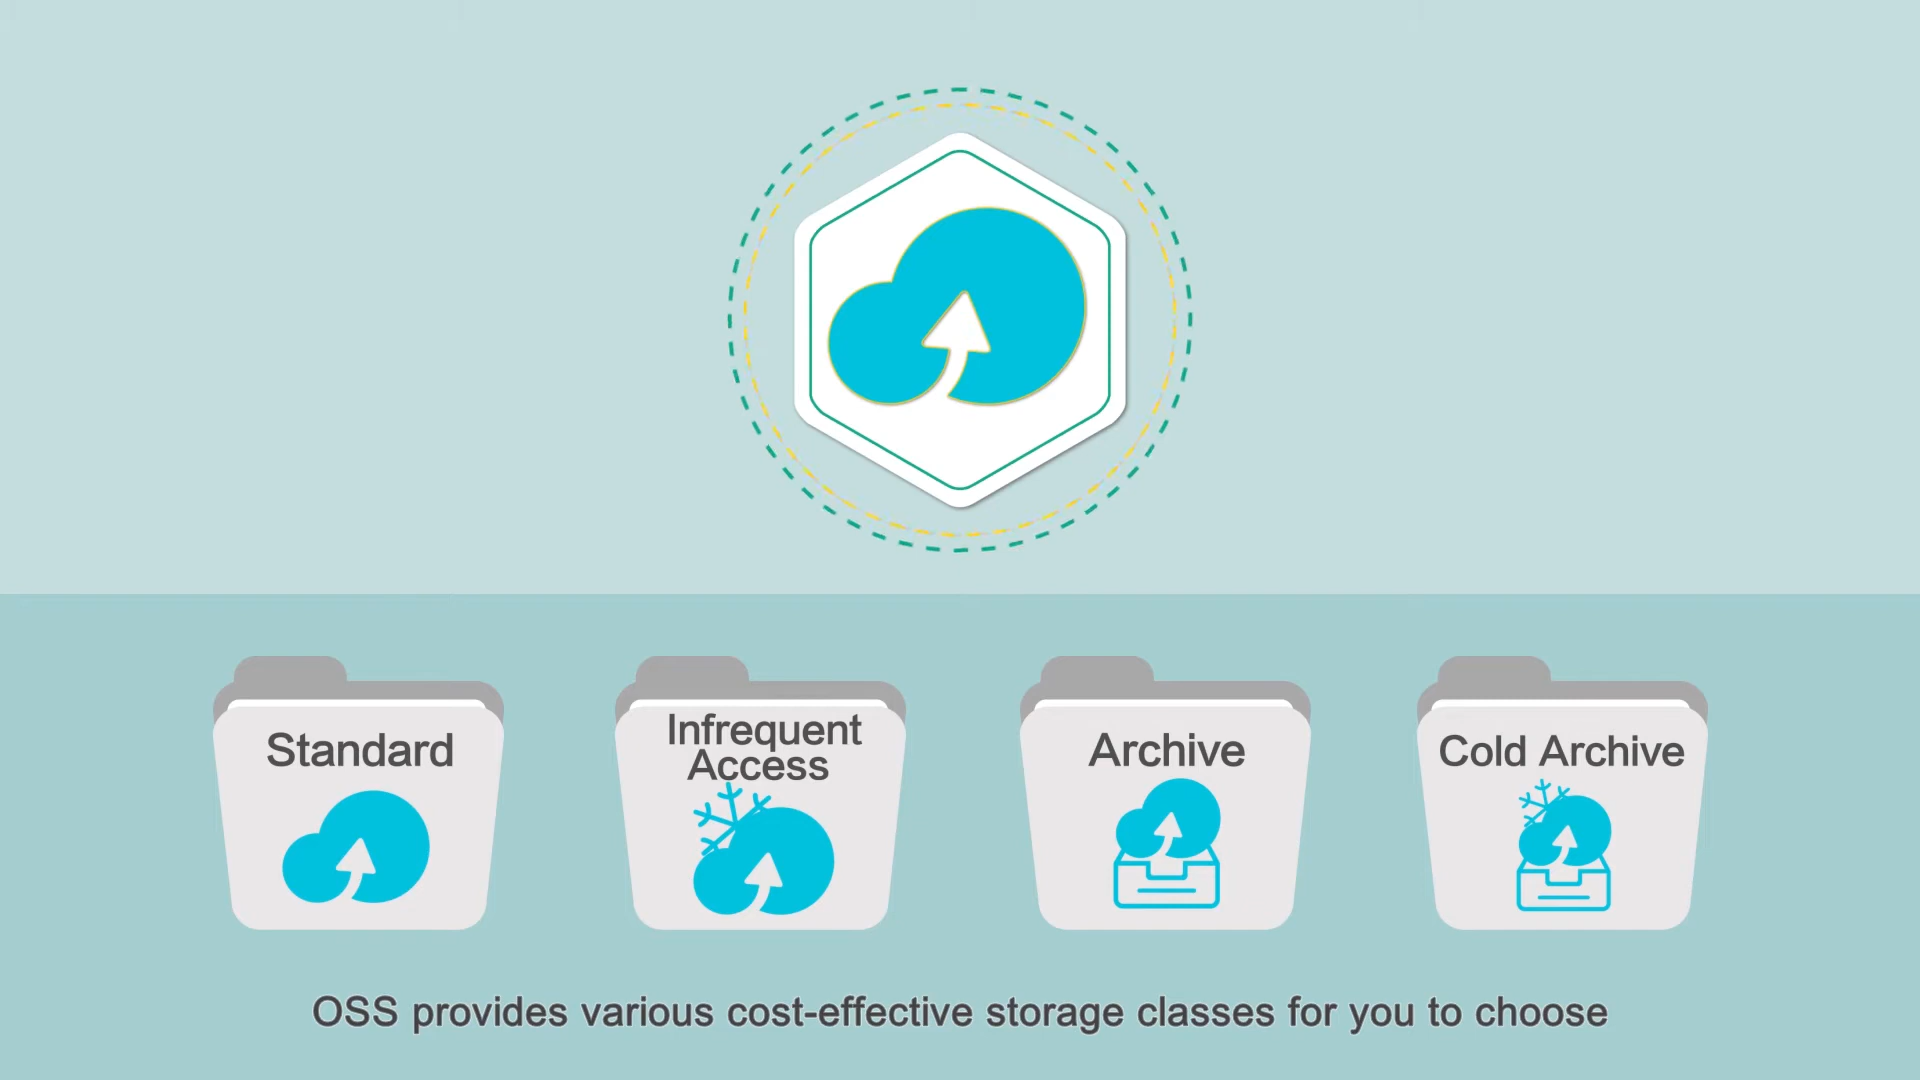 Standard
Infrequent
Access
Archive
Cold Archive
OSS provides various cost-effective storage classes for you to choose